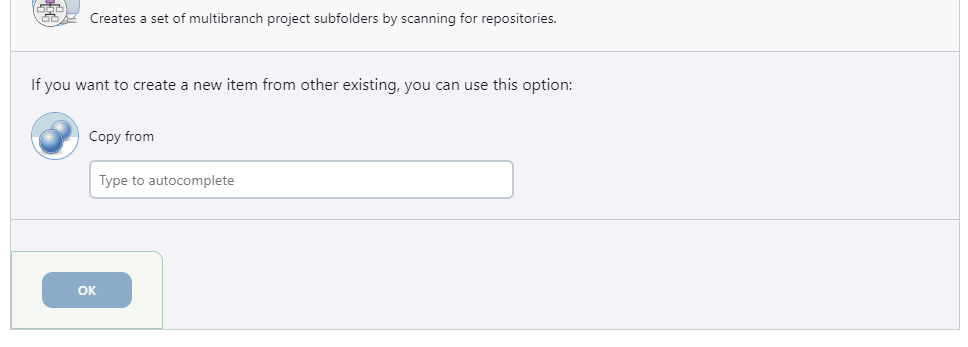 Creates a set of multibranch project subfolders by scanning for repositories.
If you want to create a new item from other existing, you can use this option:
Copy from
Type to autocomplete
OK